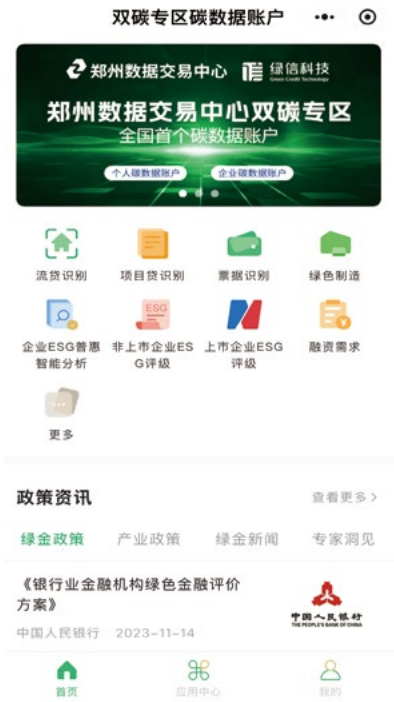 双碳专区碳数据账户
郑州数据交易中心 绿信科技
Green Credit Technology
郑州数据交易中心双碳专区
全国首个碳数据账户
个人碳数据账户 企业碳数据账户
流贷识别 项目贷识别 票据识别 绿色制造
ESG
企业ESG普惠 非上市企业ES 上市企业ESG 融资需求
智能分析 G评级 评级
更多
政策资讯 查看更多
绿金政策 产业政策 绿金新闻 专家洞见
《银行业金融机构绿色金融评价
方案》
中国人民银行
THE PEOPLE'S BANK OF CHINA
中国人民银行 2023-11-14
首页 应用中心 我的